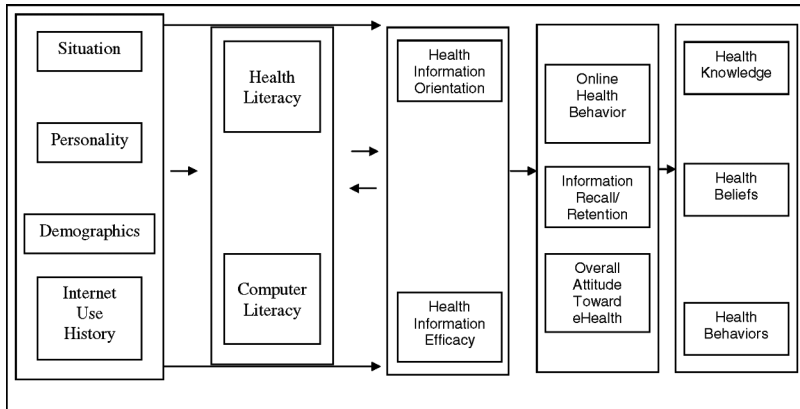 Situation
Personality
Demographics
Internet
Use
History
Health
Literacy
Computer
Literacy
Health
Information
Orientation
Health
Information
Efficacy
Online
Health
Behavior
Information
Recall/
Retention
Overall
Attitude
Toward
eHealth
Health
Knowledge
Health
Beliefs
Health
Behaviors